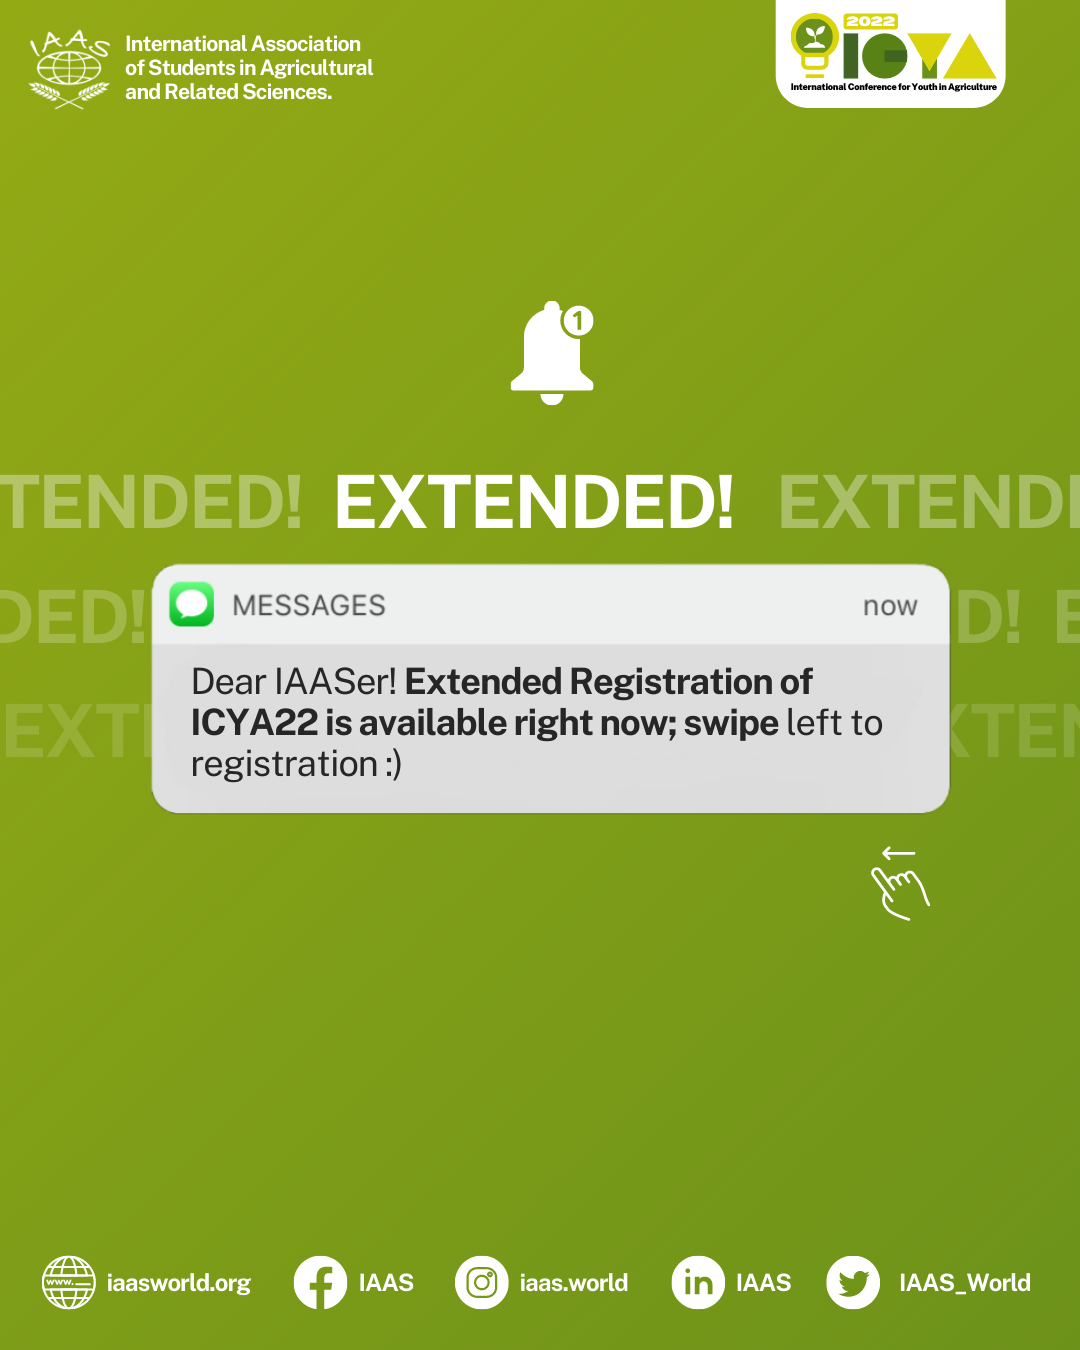 IAAS
International Association
of Students in Agricultural
and Related Sciences.
2022
ICYA
International Conference for Youth in Agriculture
1
TENDED! EXTENDED! EXTENDE
DED! D! E
EXT XTEN
MESSAGES now
Dear IAASer! Extended Registration of
ICYA22 is available right now; swipe left to
registration :)
www. iaasworld.org IAAS iaas.world in IAAS IAAS_World